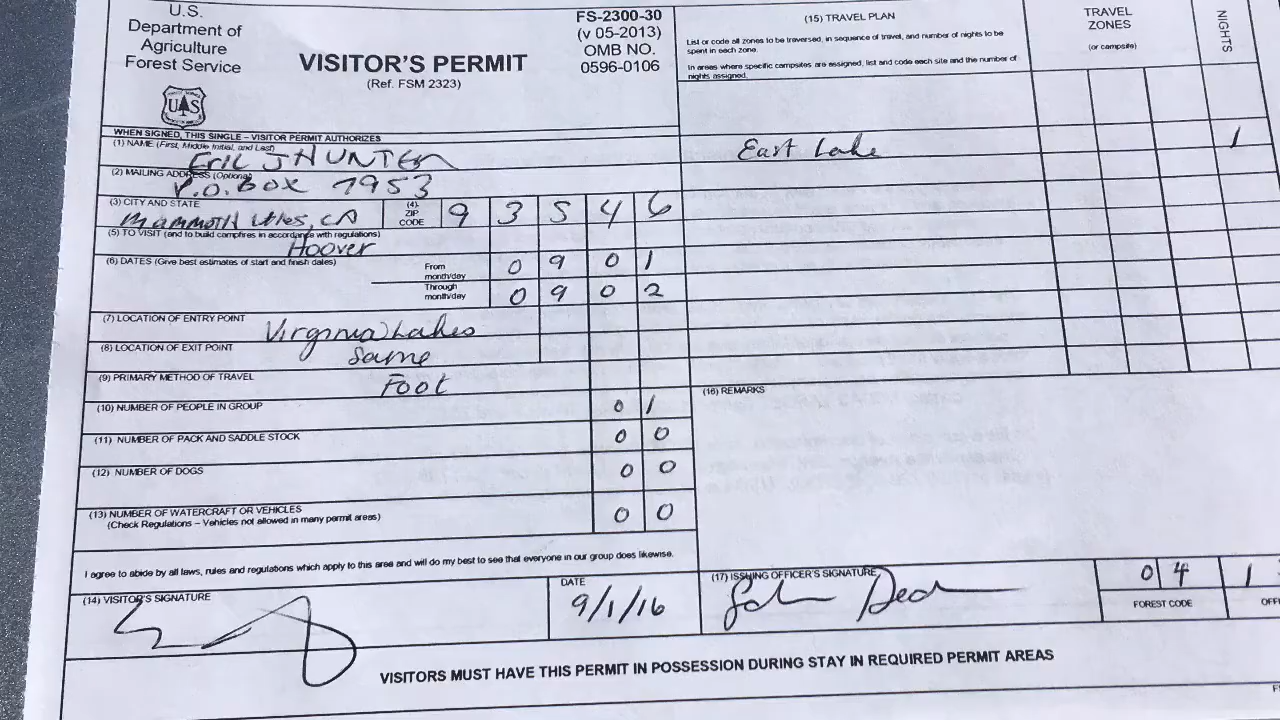 U.S.
Department of
Agriculture
Forest Service
UAS
VISITOR'S PERMIT
(Ref. FSM 2323)
FS-2300-30
(v 05-2013)
OMB NO.
0596-0106
(15) TRAVEL PLAN
List or code all zones to be traversed, in sequence of travel, and number of nights to be
spent in each zone.
In areas where specific campsites are assigned, list and code each site and the number of
nights assigned.
TRAVEL
ZONES
(or campsite)
NIGHTS
WHEN SIGNED, THIS SINGLE – VISITOR PERMIT AUTHORIZES
(1) NAME (First, Middle Initial, and Last)
ERIC J HUNTER
East Lake 1
(2) MAILING ADDRESS (Optional)
P.O. BOX 7953
(3) CITY AND STATE
MAMMOTH Lakes, CA
(4)
ZIP
CODE
9 3 5 4 6
(5) TO VISIT (and to build campfires in accordance with regulations)
Hoover
(6) DATES (Give best estimates of start and finish dates)
From
month/day
0 9 0 1
Through
month/day
0 9 0 2
(7) LOCATION OF ENTRY POINT
Virginia Lakes
(8) LOCATION OF EXIT POINT
Same
(9) PRIMARY METHOD OF TRAVEL
Foot
(10) NUMBER OF PEOPLE IN GROUP 0 1
(11) NUMBER OF PACK AND SADDLE STOCK 0 0
(12) NUMBER OF DOGS 0 0
(13) NUMBER OF WATERCRAFT OR VEHICLES 0 0
(Check Regulations – Vehicles not allowed in many permit areas)
(16) REMARKS
I agree to abide by all laws, rules and regulations which apply to this area and will do my best to see that everyone in our group does likewise.
(14) VISITOR'S SIGNATURE
DATE
9/1/16
(17) ISSUING OFFICER'S SIGNATURE
0 4 1
FOREST CODE
OFFI
VISITORS MUST HAVE THIS PERMIT IN POSSESSION DURING STAY IN REQUIRED PERMIT AREAS